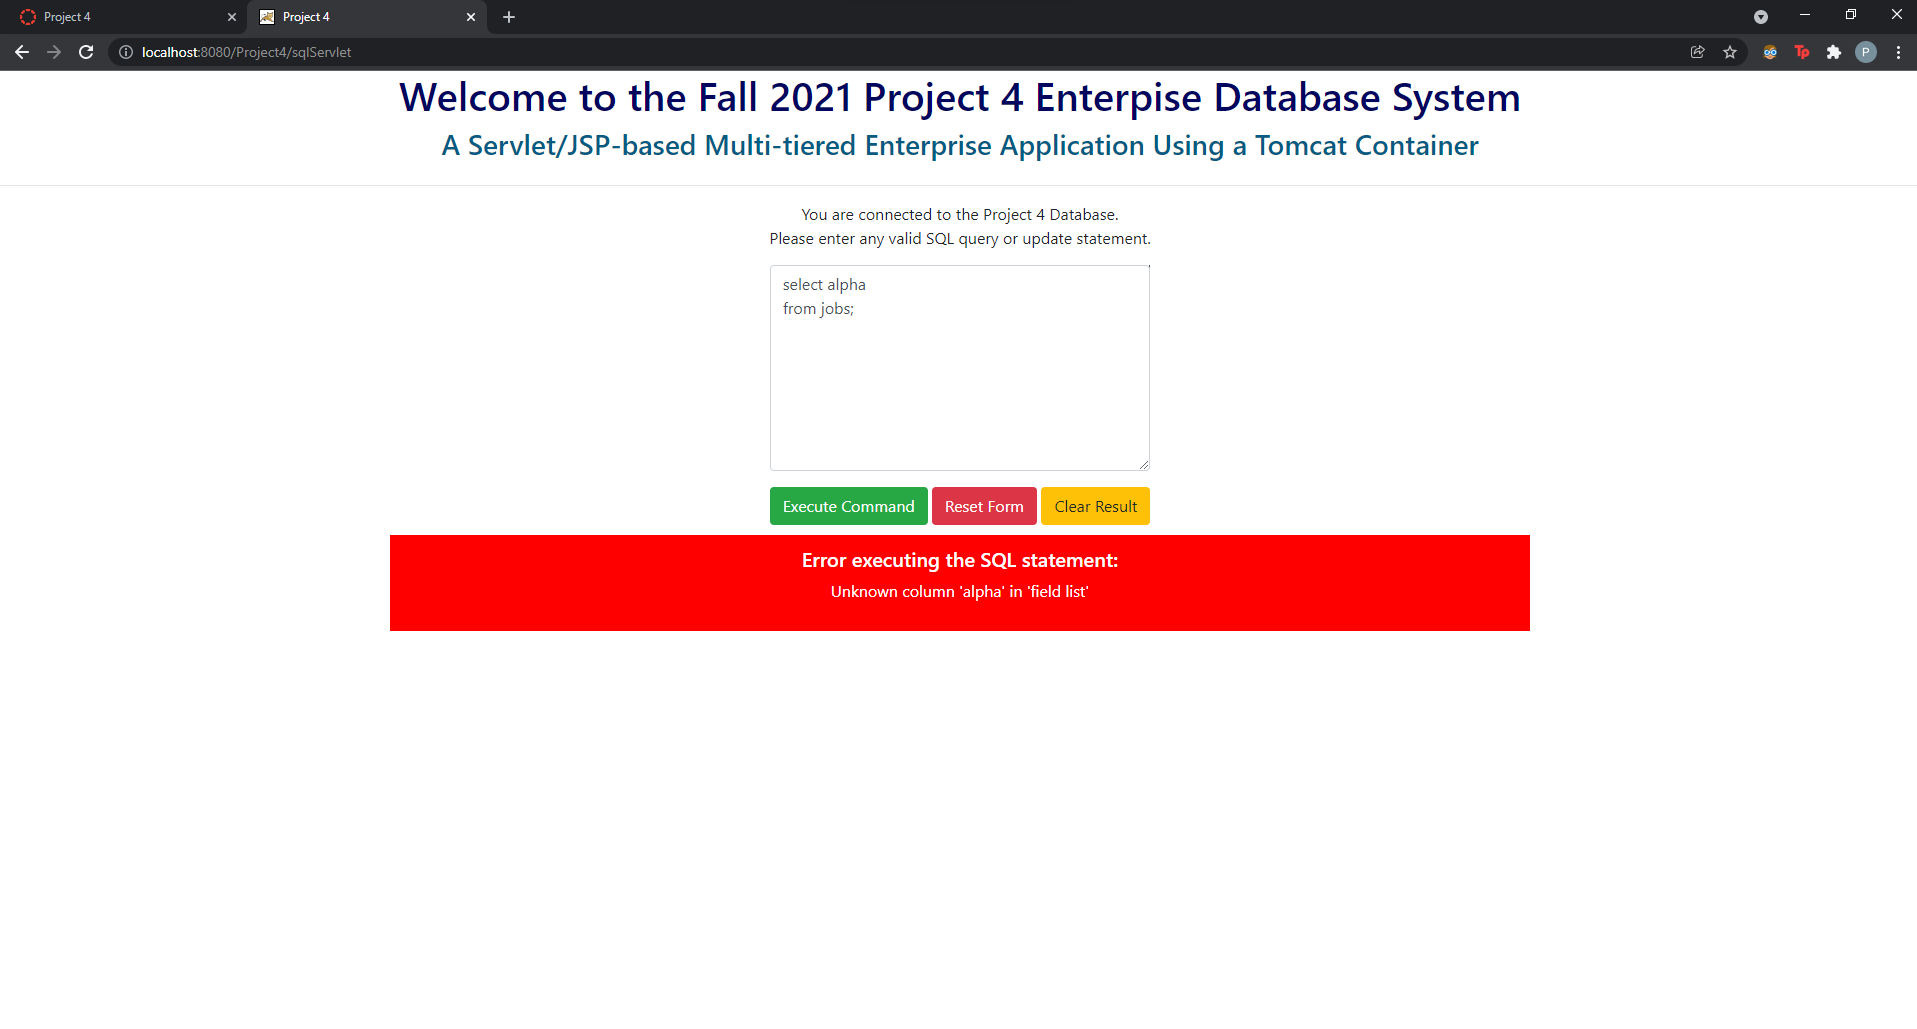 Project 4
Project 4
localhost:8080/Project4/sqlServlet
Tp
P
Welcome to the Fall 2021 Project 4 Enterpise Database System
A Servlet/JSP-based Multi-tiered Enterprise Application Using a Tomcat Container
You are connected to the Project 4 Database.
Please enter any valid SQL query or update statement.
select alpha
from jobs;
Execute Command Reset Form Clear Result
Error executing the SQL statement:
Unknown column 'alpha' in 'field list'